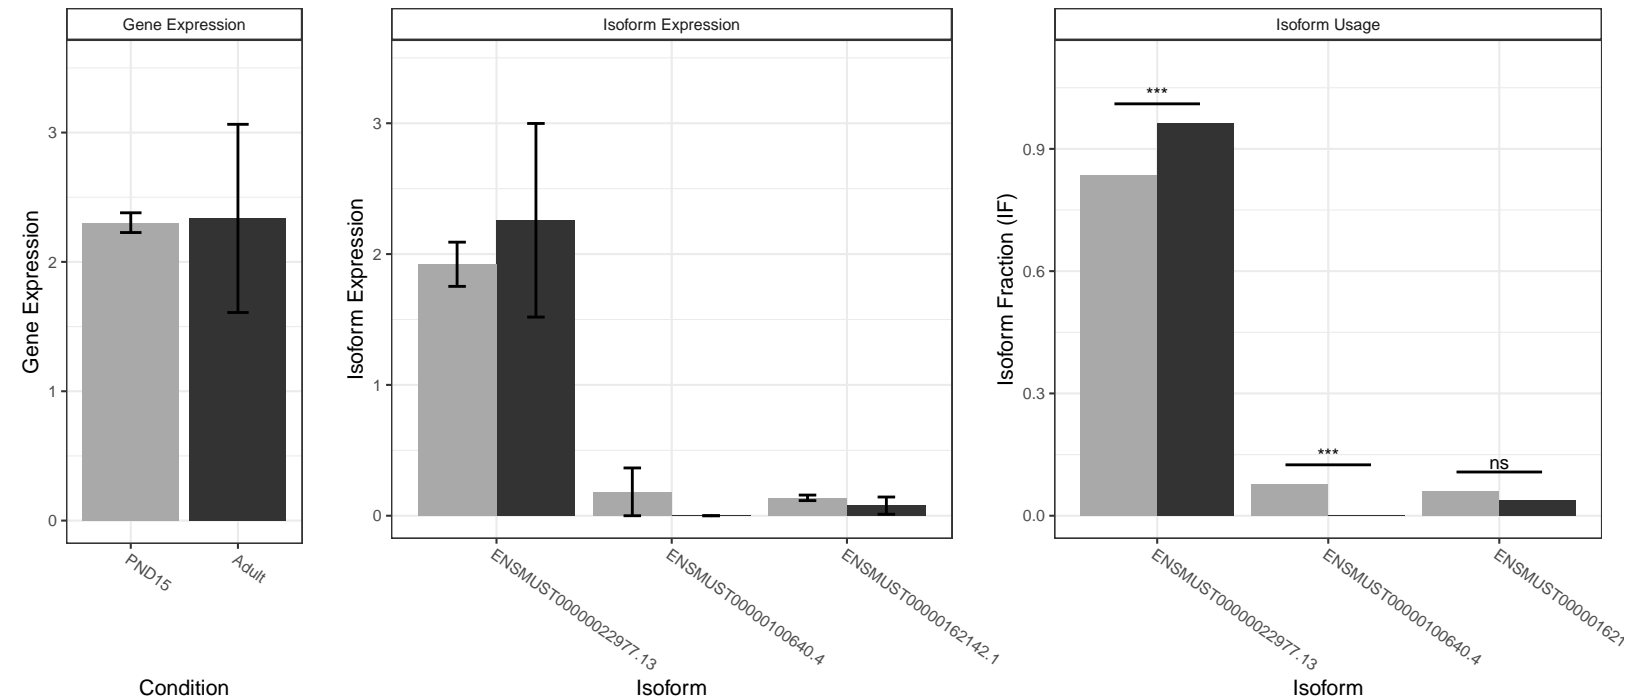 Gene Expression
Isoform Expression
Isoform Usage
Gene Expression
3
2
1
0
PND15
Adult
Condition
Isoform Expression
3
2
1
0
ENSMUST00000022977.13
ENSMUST00000100640.4
ENSMUST00000162142.1
Isoform
Isoform Fraction (IF)
0.9
0.6
0.3
0.0
***
***
ns
ENSMUST00000022977.13
ENSMUST00000100640.4
ENSMUST000001621
Isoform